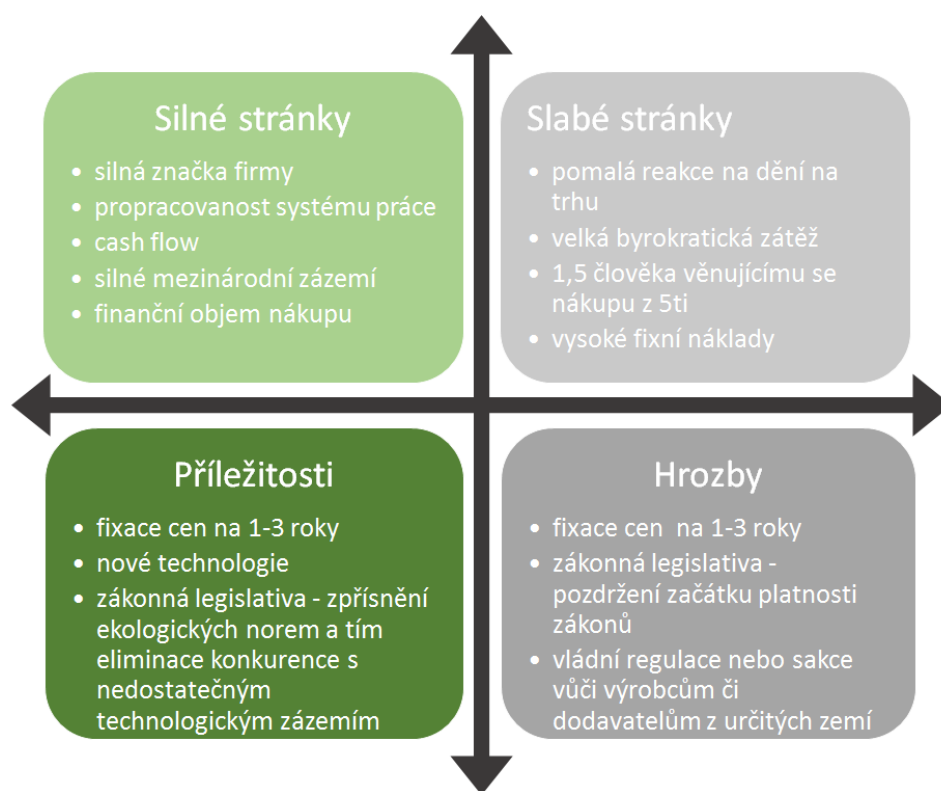 Silné stránky
• silná značka firmy
• propracovanost systému práce
• cash flow
• silné mezinárodní zázemí
• finanční objem nákupu
Slabé stránky
• pomalá reakce na dění na
trhu
• velká byrokratická zátěž
• 1,5 člověka věnujícímu se
nákupu z 5ti
• vysoké fixní náklady
Příležitosti
• fixace cen na 1-3 roky
• nové technologie
• zákonná legislativa - zpřísnění
ekologických norem a tím
eliminace konkurence s
nedostatečným
technologickým zázemím
Hrozby
• fixace cen na 1-3 roky
• zákonná legislativa -
pozdržení začátku platnosti
zákonů
• vládní regulace nebo sakce
vůči výrobcům či
dodavatelům z určitých zemí